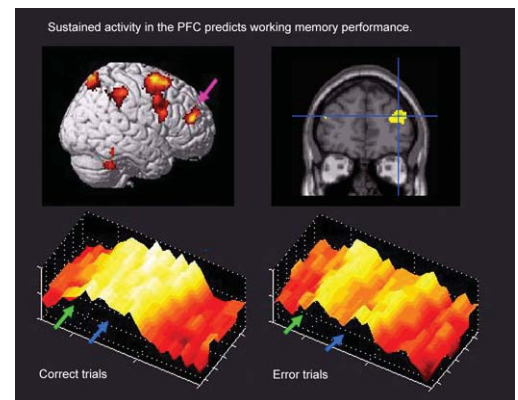 Sustained activity in the PFC predicts working memory performance.
Correct trials
Error trials